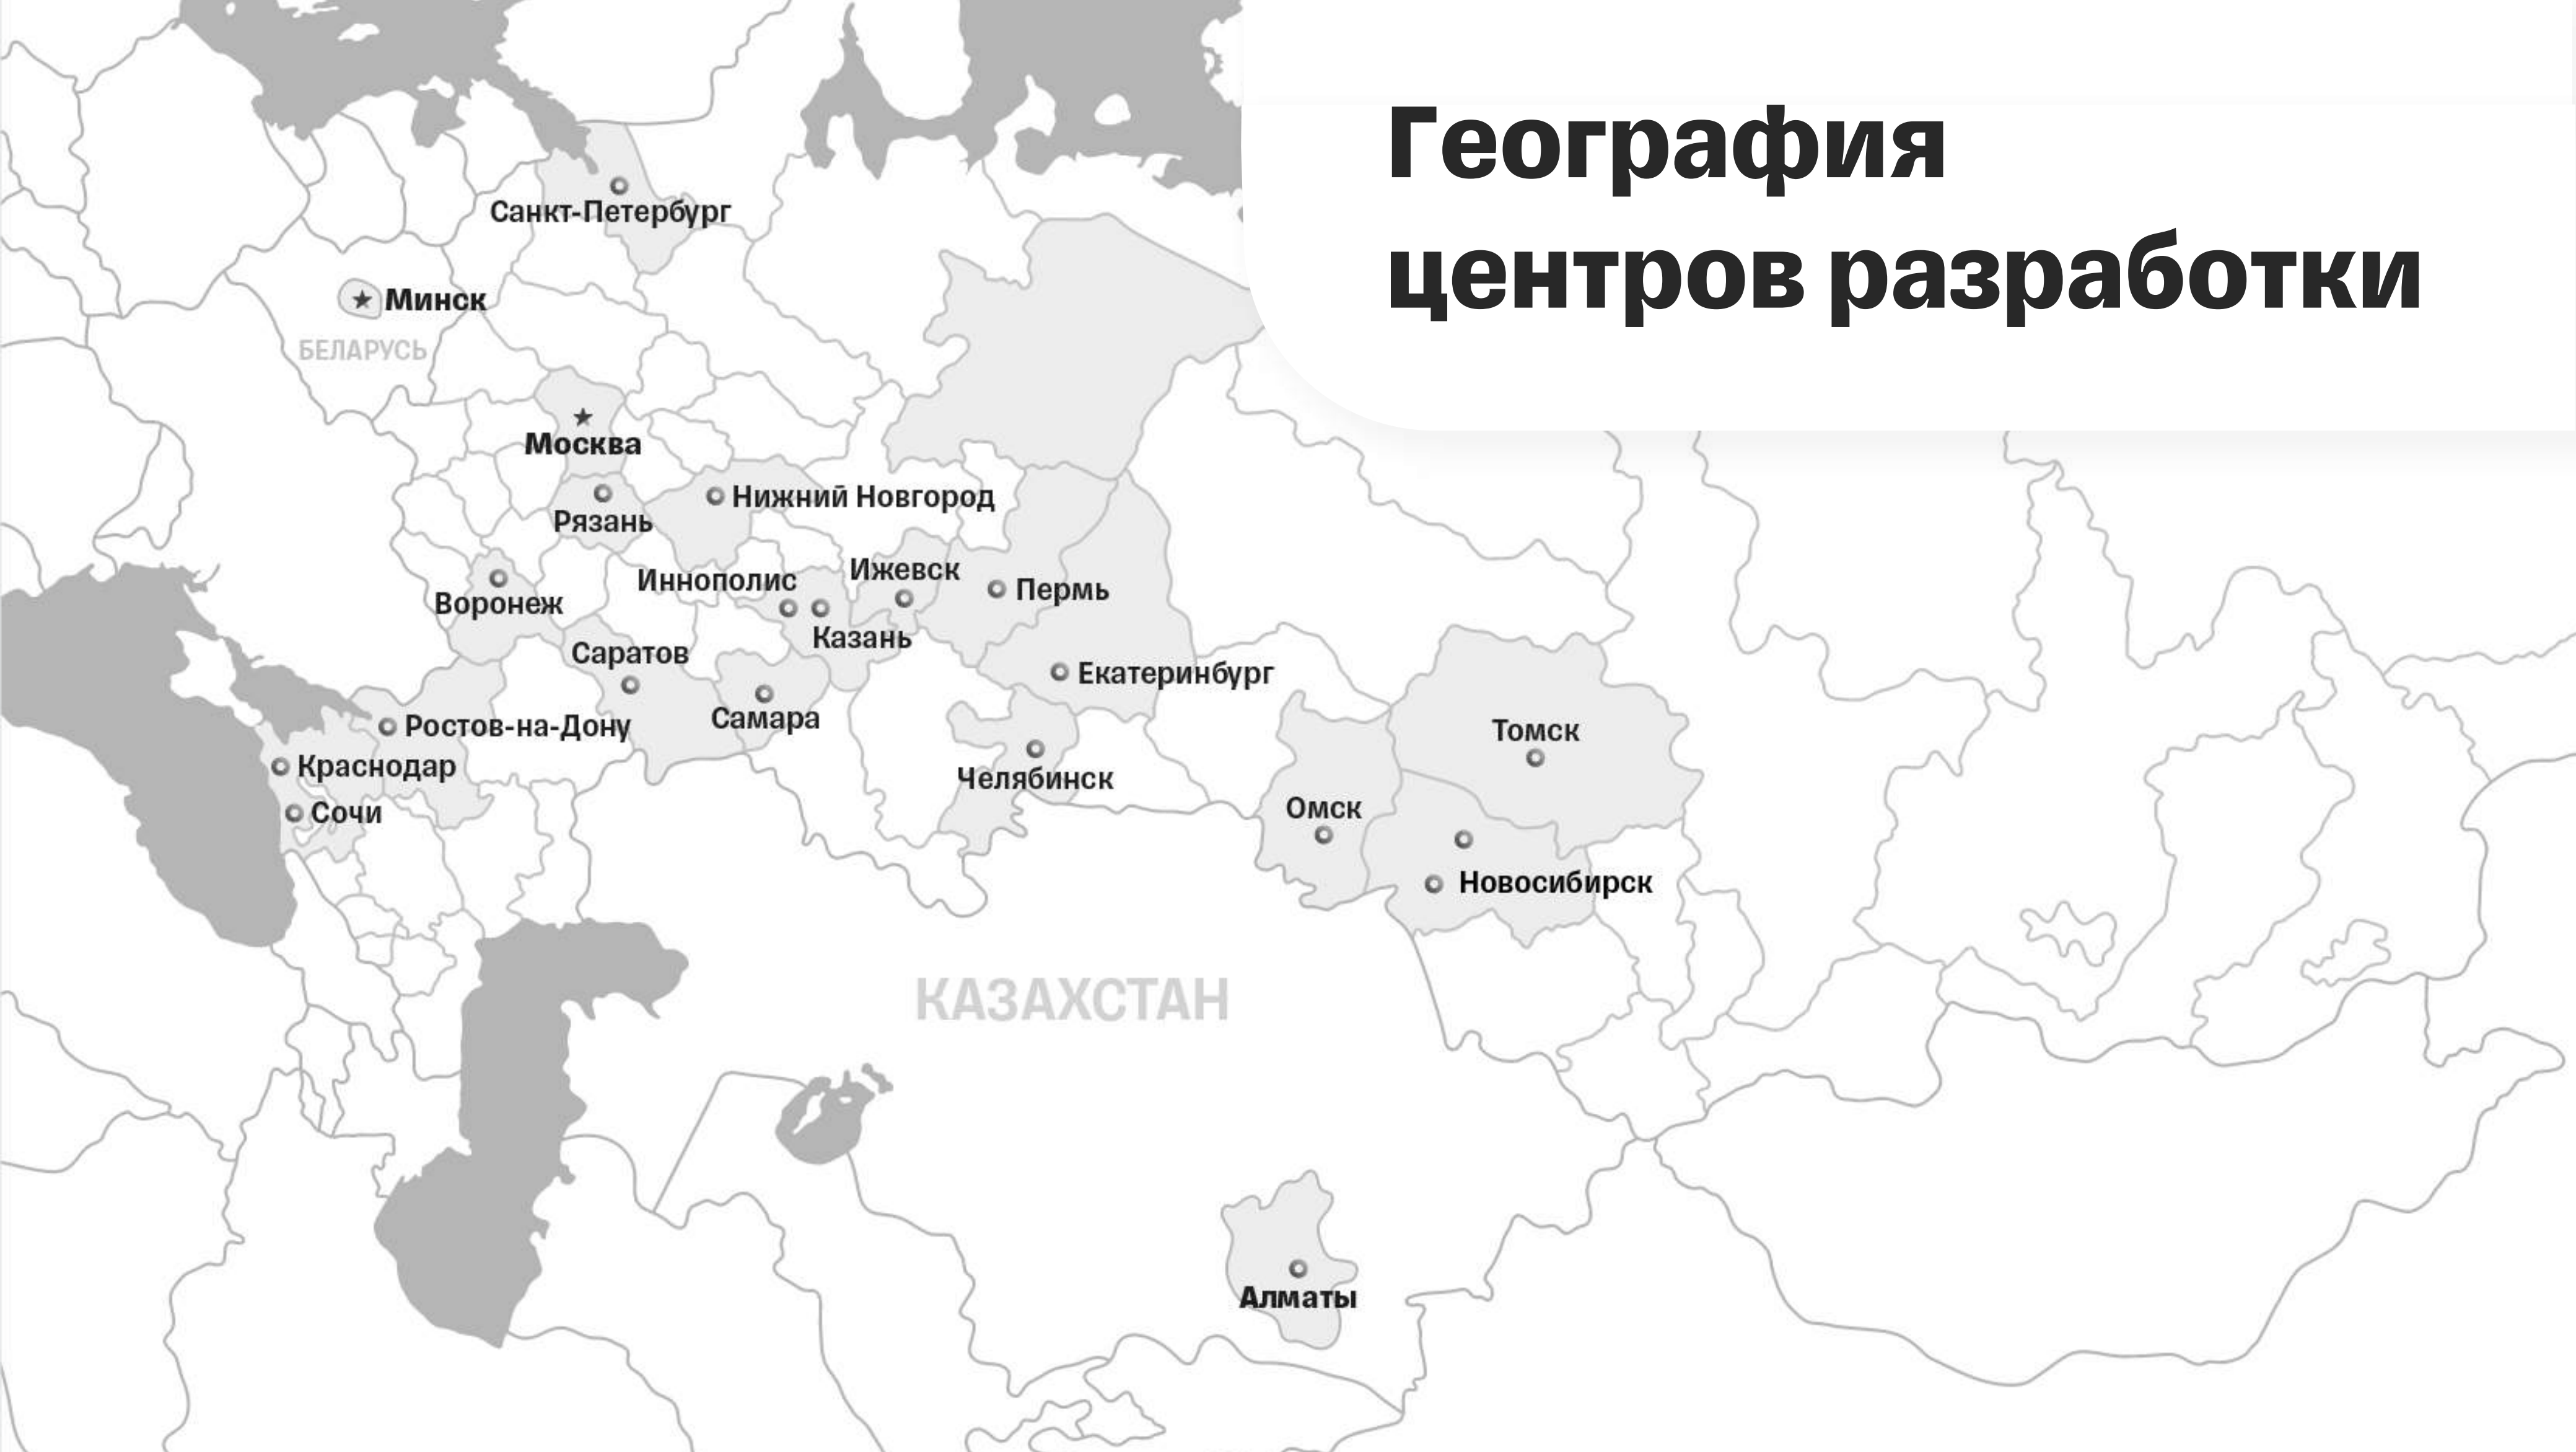 География
центров разработки
Санкт-Петербург
Минск
БЕЛАРУСЬ
Москва
Рязань
Нижний Новгород
Воронеж
Иннополис
Ижевск
Пермь
Казань
Саратов
Самара
Екатеринбург
Ростов-на-Дону
Краснодар
Сочи
Челябинск
Томск
Омск
Новосибирск
КАЗАХСТАН
Алматы